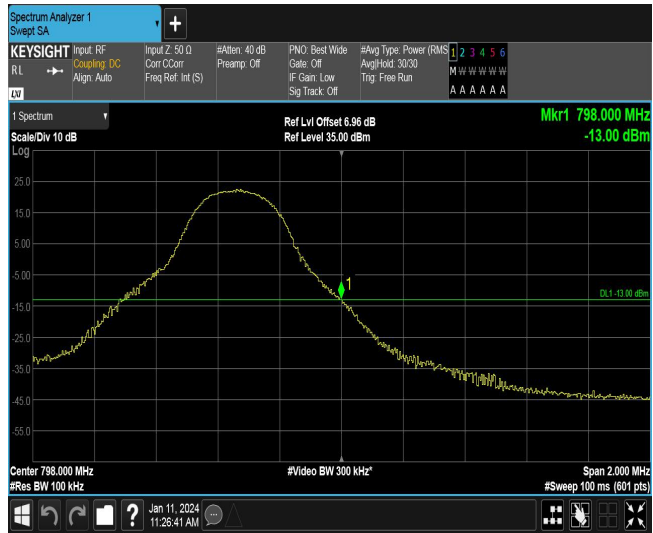 Spectrum Analyzer 1
Swept SA
+
KEYSIGHT Input: RF Input Z: 50 Ω #Atten: 40 dB PNO: Best Wide #Avg Type: Power (RMS 1 2 3 4 5 6
RL Coupling: DC Corr CCorr Preamp: Off Gate: Off Avg|Hold: 30/30 M W W W W W
Align: Auto Freq Ref: Int (S) IF Gain: Low Trig: Free Run
LXI Sig Track: Off A A A A A A
1 Spectrum Ref Lvl Offset 6.96 dB Mkr1 798.000 MHz
Scale/Div 10 dB Ref Level 35.00 dBm -13.00 dBm
Log
25.0
15.0
5.00
-5.00
1
DL1 -13.00 dBm
-15.0
-25.0
-35.0
-45.0
-55.0
Center 798.000 MHz #Video BW 300 kHz* Span 2.000 MHz
#Res BW 100 kHz #Sweep 100 ms (601 pts)
? Jan 11, 2024
11:26:41 AM